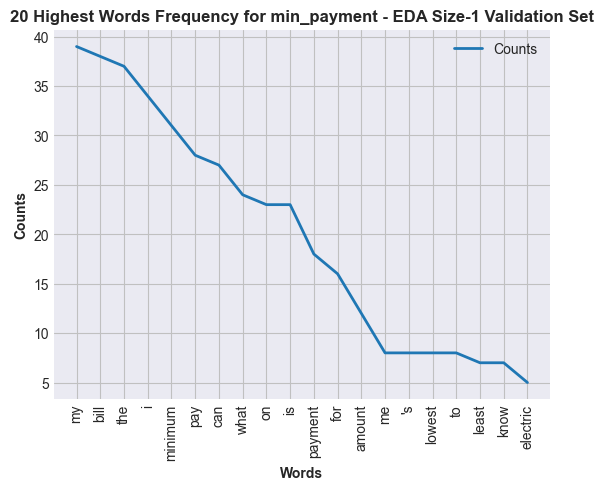 20 Highest Words Frequency for min_payment - EDA Size-1 Validation Set
Counts
40
35
30
25
20
15
10
5
Counts
my
bill
the
i
minimum
pay
can
what
on
is
payment
for
amount
me
's
lowest
to
least
know
electric
Words